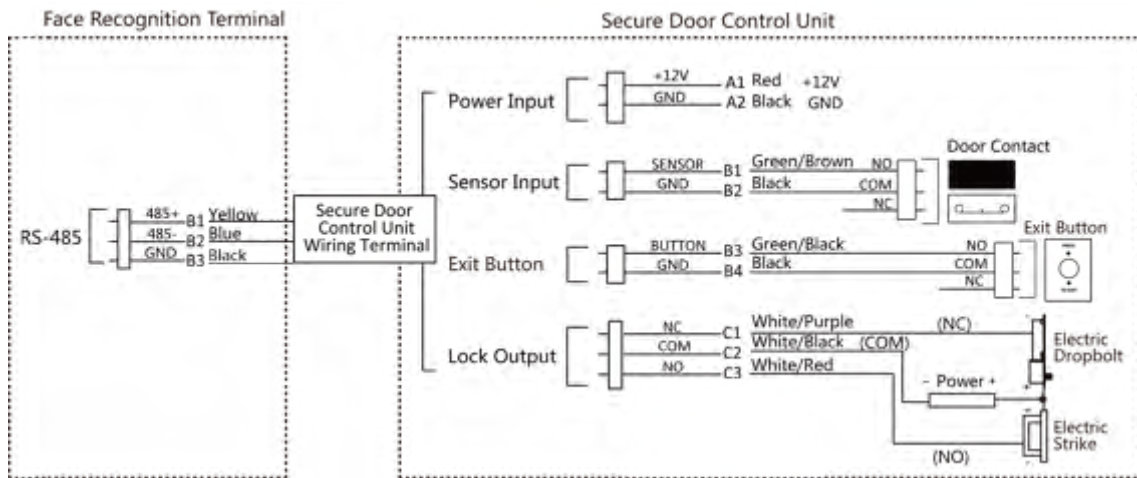 Face Recognition Terminal
Secure Door Control Unit
RS-485
485+ B1 Yellow
485- B2 Blue
GND B3 Black
Secure Door
Control Unit
Wiring Terminal
Power Input
+12V A1 Red +12V
GND A2 Black GND
Sensor Input
SENSOR B1 Green/Brown NO
GND B2 Black COM
NC
Door Contact
Exit Button
BUTTON B3 Green/Black NO
GND B4 Black COM
NC
Exit Button
Lock Output
NC C1 White/Purple (NC)
COM C2 White/Black (COM)
NO C3 White/Red
- Power +
(NO)
- 
Electric
Dropbolt
+
+
Electric
Strike
-